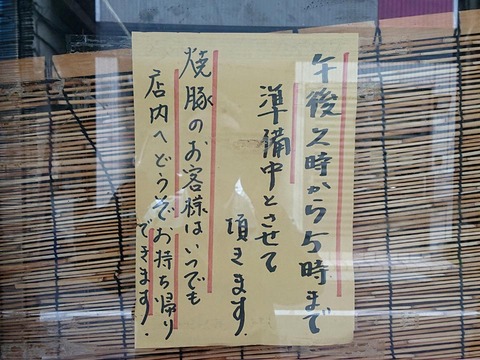 午後2時から5時まで
準備中とさせて
頂きます.
焼豚のお客様はいつでも
店内へどうぞお持ち帰り
できます.